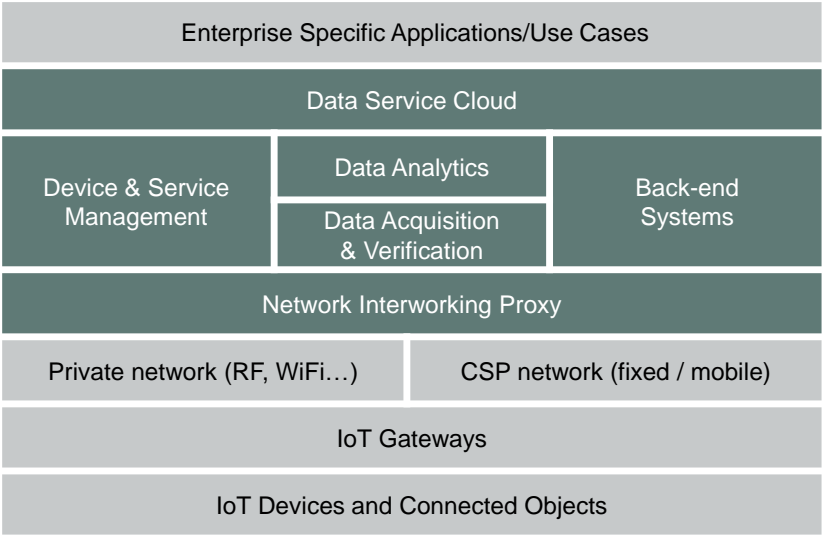 Enterprise Specific Applications/Use Cases
Data Service Cloud
Device & Service
Management
Data Analytics
Data Acquisition
& Verification
Back-end
Systems
Network Interworking Proxy
Private network (RF, WiFi…)
CSP network (fixed / mobile)
IoT Gateways
IoT Devices and Connected Objects